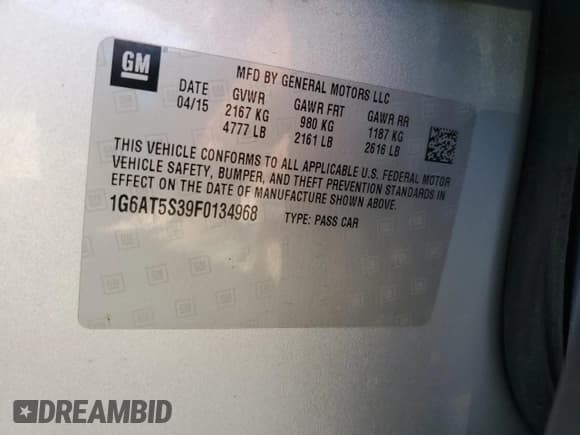 GM
MFD BY GENERAL MOTORS LLC
DATE GVWR GAWR FRT GAWR RR
04/15 2167 KG 980 KG 1187 KG
4777 LB 2161 LB 2616 LB
THIS VEHICLE CONFORMS TO ALL APPLICABLE U.S. FEDERAL MOTOR
VEHICLE SAFETY, BUMPER, AND THEFT PREVENTION STANDARDS IN
EFFECT ON THE DATE OF MANUFACTURE SHOWN ABOVE.
1G6AT5S39F0134968 TYPE: PASS CAR
DREAMBID